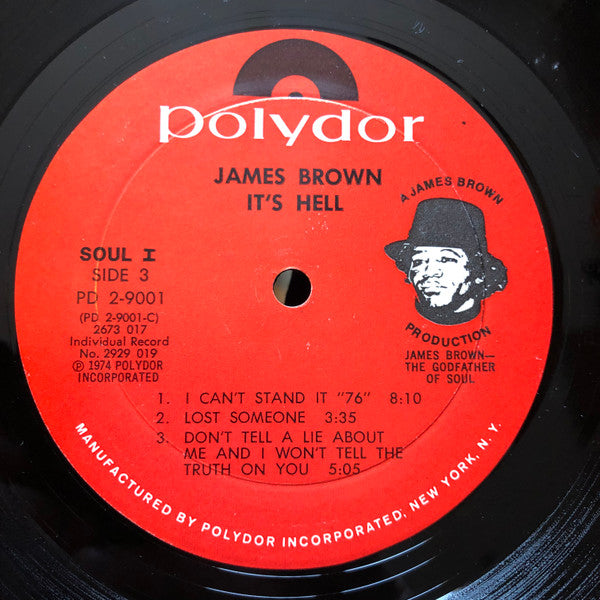 polydor
JAMES BROWN
IT'S HELL
A JAMES BROWN
PRODUCTION
JAMES BROWN—
THE GODFATHER
OF SOUL
SOUL I
SIDE 3
PD 2-9001
(PD 2-9001-C)
2673 017
Individual Record
No. 2929 019
℗ 1974 POLYDOR
INCORPORATED
1. I CAN'T STAND IT "76" 8:10
2. LOST SOMEONE 3:35
3. DON'T TELL A LIE ABOUT
ME AND I WON'T TELL THE
TRUTH ON YOU 5:05
MANUFACTURED BY POLYDOR INCORPORATED, NEW YORK, N. Y.